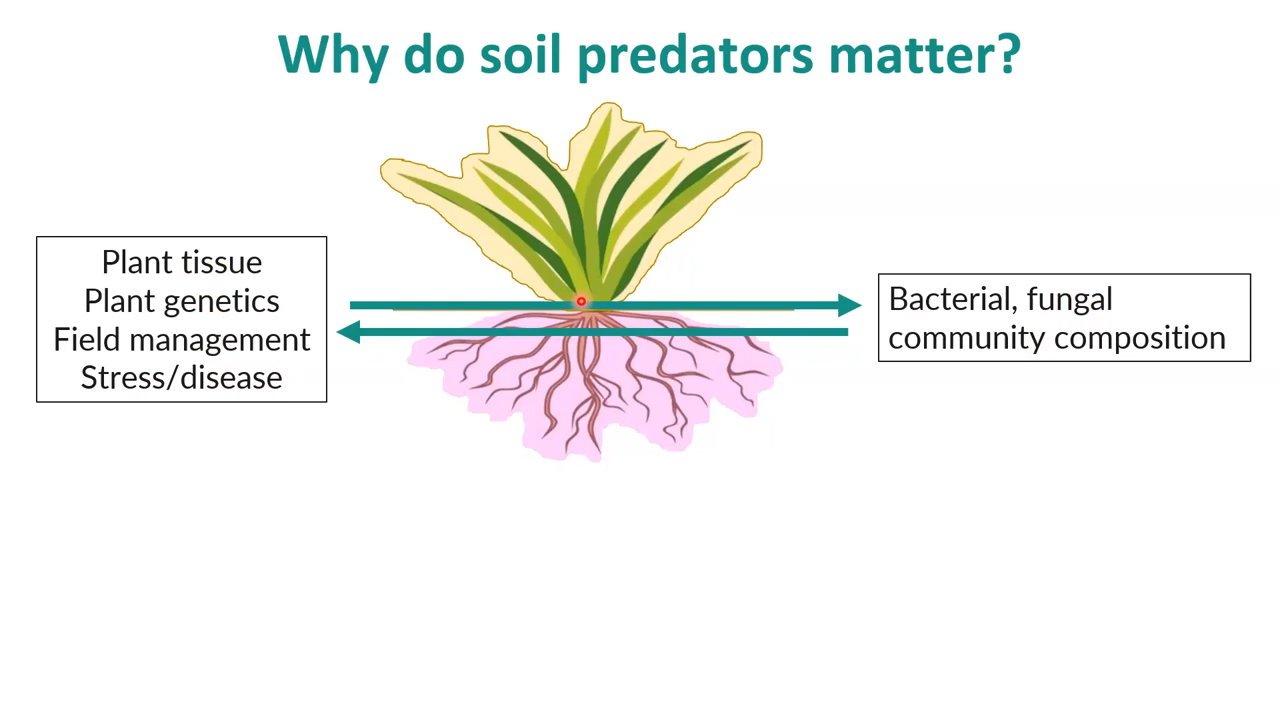 Why do soil predators matter?
Plant tissue
Plant genetics
Field management
Stress/disease
Bacterial, fungal
community composition